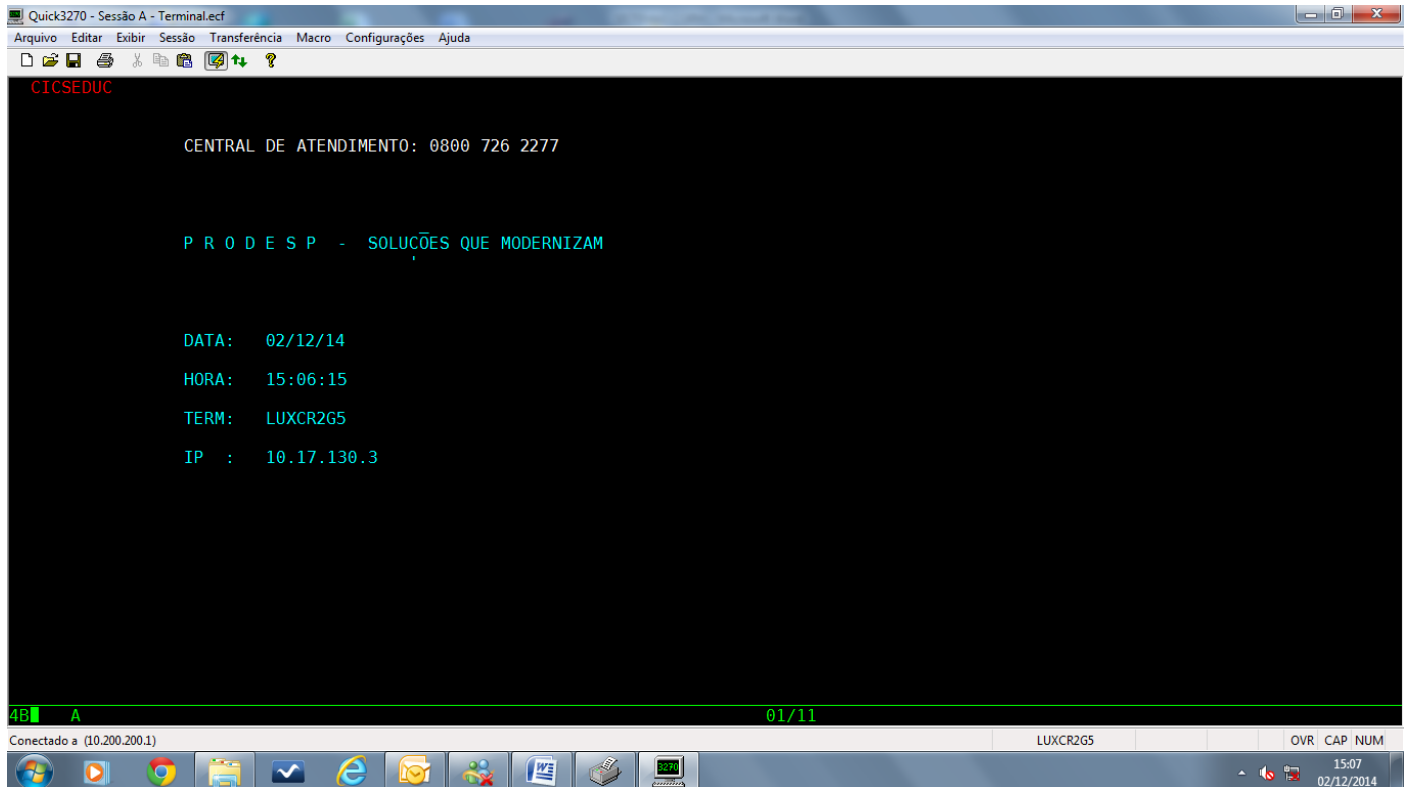 Quick3270 - Sessão A - Terminal.ecf
Arquivo Editar Exibir Sessão Transferência Macro Configurações Ajuda
CICSEDUC
CENTRAL DE ATENDIMENTO: 0800 726 2277
P R O D E S P - SOLUCOES QUE MODERNIZAM
DATA: 02/12/14
HORA: 15:06:15
TERM: LUXCR2G5
IP : 10.17.130.3
4B A 01/11
Conectado a (10.200.200.1) LUXCR2G5 OVR CAP NUM
3270
15:07
02/12/2014